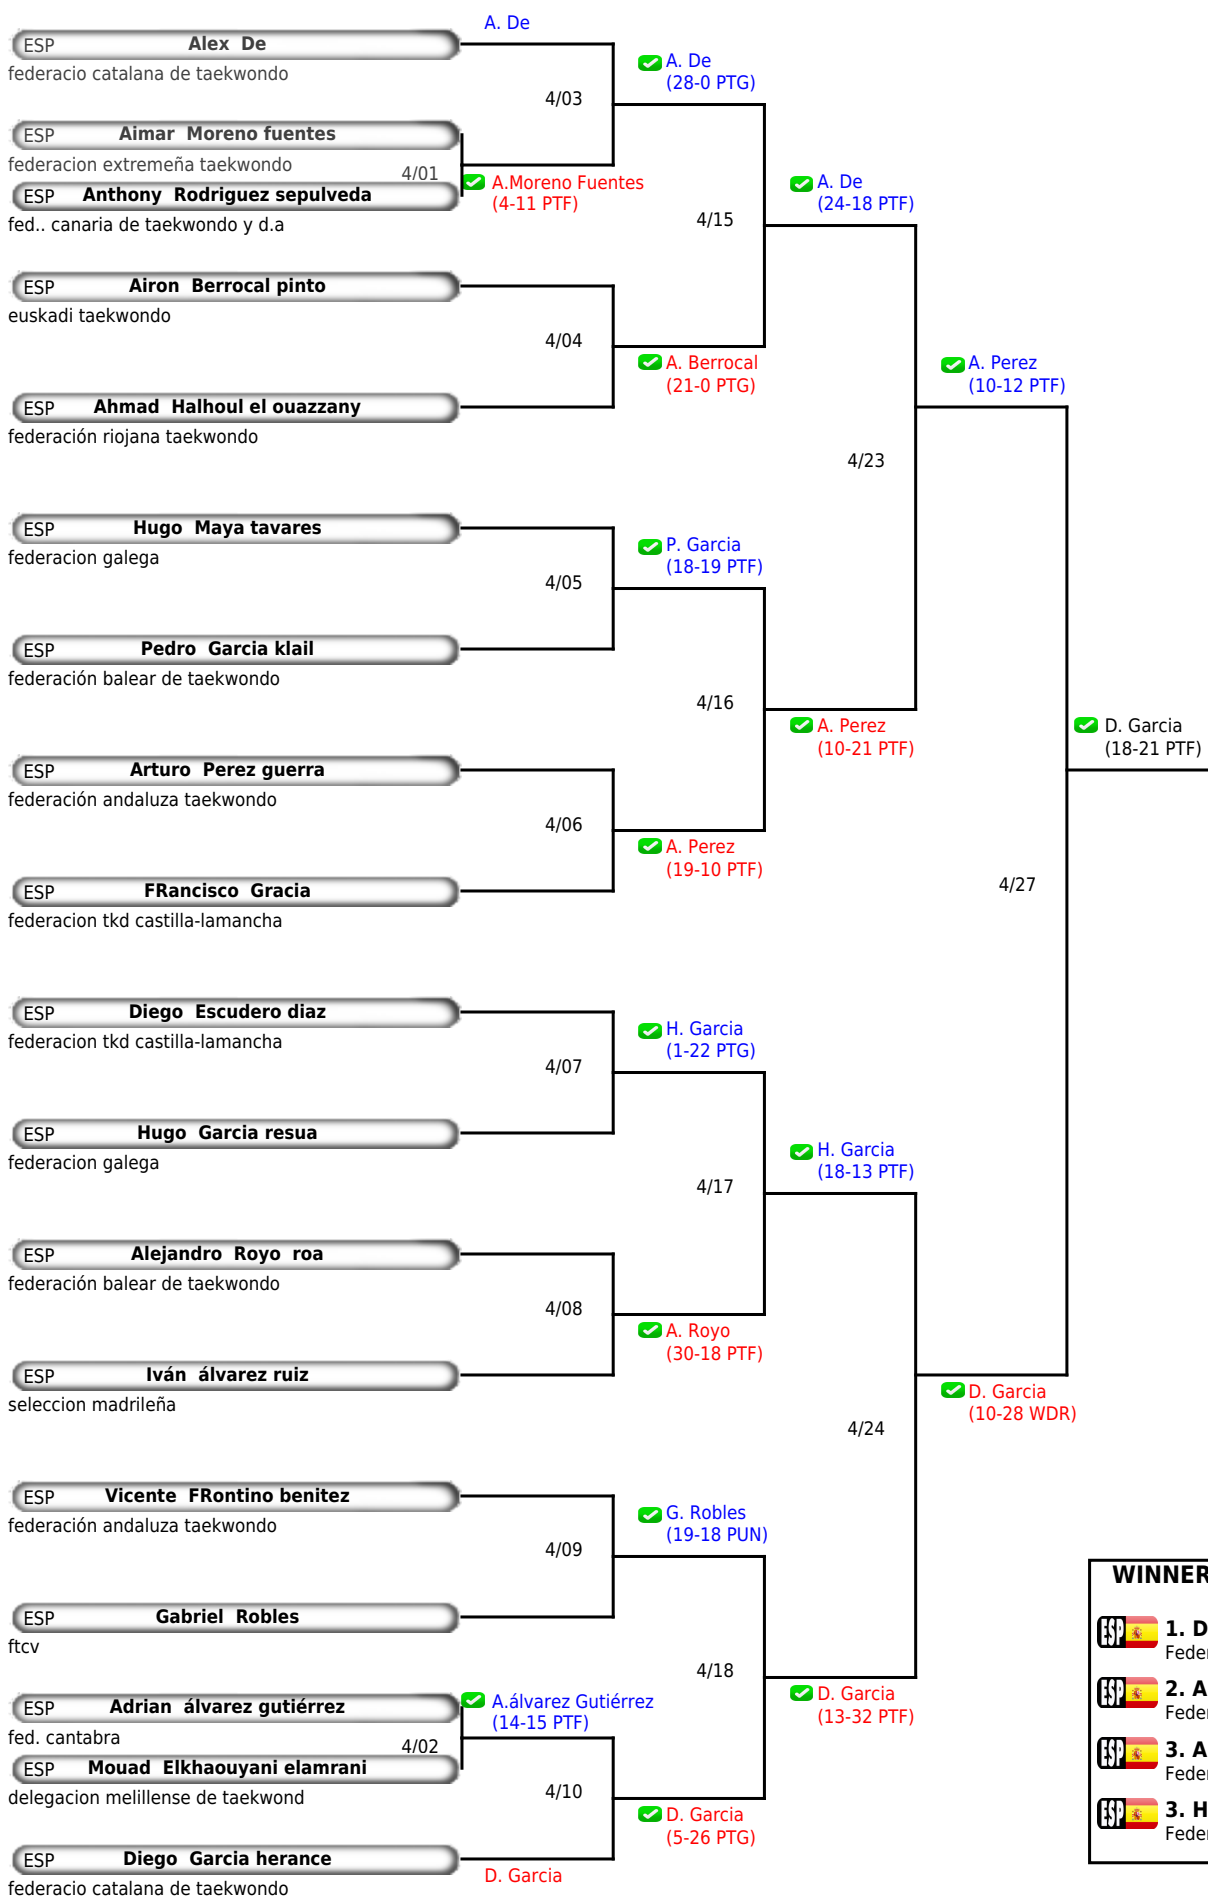 A. De
ESP Alex De
federacio catalana de taekwondo
A. De
(28-0 PTG)
4/03
ESP Aimar Moreno fuentes
federacion extremeña taekwondo
4/01
A.Moreno Fuentes
(4-11 PTF)
ESP Anthony Rodriguez sepulveda
fed.. canaria de taekwondo y d.a
A. De
(24-18 PTF)
4/15
ESP Airon Berrocal pinto
euskadi taekwondo
4/04
A. Berrocal
(21-0 PTG)
A. Perez
(10-12 PTF)
ESP Ahmad Halhoul el ouazzany
federación riojana taekwondo
4/23
ESP Hugo Maya tavares
federacion galega
P. Garcia
(18-19 PTF)
4/05
ESP Pedro Garcia klail
federación balear de taekwondo
4/16
A. Perez
(10-21 PTF)
D. Garcia
(18-21 PTF)
ESP Arturo Perez guerra
federación andaluza taekwondo
4/06
A. Perez
(19-10 PTF)
ESP FRancisco Gracia
federacion tkd castilla-lamancha
4/27
ESP Diego Escudero diaz
federacion tkd castilla-lamancha
H. Garcia
(1-22 PTG)
4/07
ESP Hugo Garcia resua
federacion galega
H. Garcia
(18-13 PTF)
4/17
ESP Alejandro Royo roa
federación balear de taekwondo
4/08
A. Royo
(30-18 PTF)
ESP Iván álvarez ruiz
seleccion madrileña
D. Garcia
(10-28 WDR)
4/24
ESP Vicente FRontino benitez
federación andaluza taekwondo
G. Robles
(19-18 PUN)
4/09
ESP Gabriel Robles
ftcv
4/18
D. Garcia
(13-32 PTF)
ESP Adrian álvarez gutiérrez
fed. cantabra
A.álvarez Gutiérrez
(14-15 PTF)
4/02
ESP Mouad Elkhaouyani elamrani
delegacion melillense de taekwond
4/10
D. Garcia
(5-26 PTG)
ESP Diego Garcia herance
federacio catalana de taekwondo
D. Garcia
WINNER
ESP 1. D
Feder
ESP 2. A
Feder
ESP 3. A
Feder
ESP 3. H
Feder